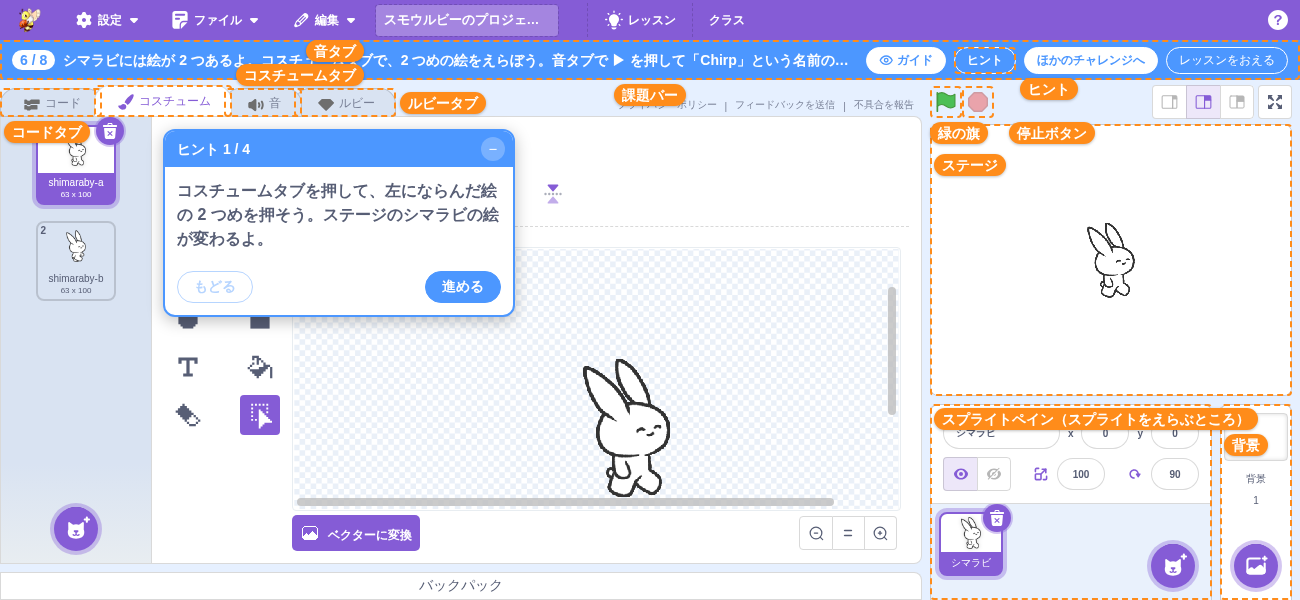 設定
ファイル
編集
スモウルビーのプロジェ…
レッスン
クラス
?
6 / 8
シマラビには絵が 2 つあるよ。コスチュームタブで、2 つめの絵をえらぼう。音タブで ▶ を押して「Chirp」という名前の…
ガイド
ヒント
ほかのチャレンジへ
レッスンをおえる
音タブ
コスチュームタブ
課題バー
ヒント
コード
コスチューム
音
ルビー
ルビータブ
ポリシー
|
フィードバックを送信
|
不具合を報告
コードタブ
緑の旗
停止ボタン
ステージ
shimaraby-a
63 x 100
2
shimaraby-b
63 x 100
ヒント 1 / 4
コスチュームタブを押して、左にならんだ絵
の 2 つめを押そう。ステージのシマラビの絵
が変わるよ。
もどる
進める
ベクターに変換
スプライトペイン（スプライトをえらぶところ）
シマラビ
x
0
y
0
背景
100
90
背景
1
シマラビ
バックパック